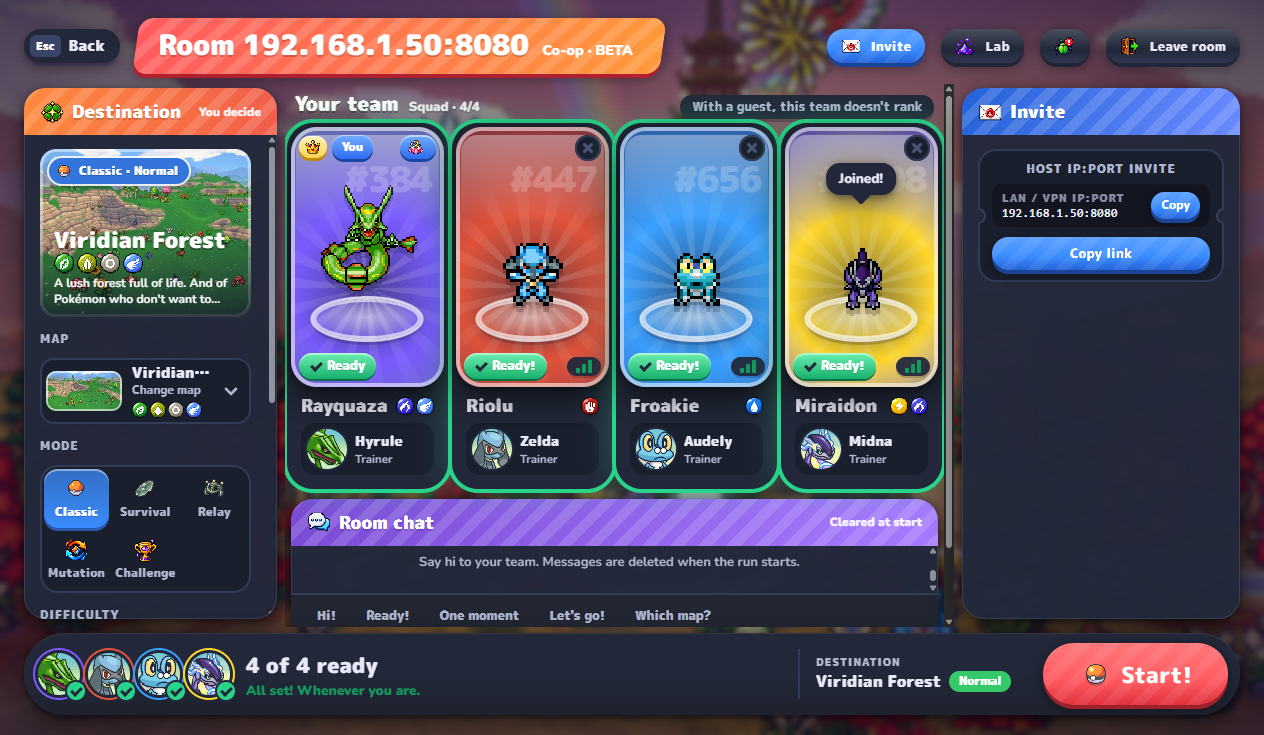 Esc Back
Room 192.168.1.50:8080 Co-op · BETA
Invite
Lab
Leave room
Destination You decide
Classic · Normal
Viridian Forest
A lush forest full of life. And of
Pokémon who don't want to...
MAP
Viridian···
Change map
MODE
Classic
Survival
Relay
Mutation
Challenge
DIFFICULTY
Your team Squad · 4/4
With a guest, this team doesn't rank
You
#384
Ready
Rayquaza
Hyrule
Trainer
#447
Ready!
Riolu
Zelda
Trainer
#656
Ready!
Froakie
Audely
Trainer
Joined!
8
Ready!
Miraidon
Midna
Trainer
Room chat Cleared at start
Say hi to your team. Messages are deleted when the run starts.
Hi! Ready! One moment Let's go! Which map?
Invite
HOST IP:PORT INVITE
LAN / VPN IP:PORT
192.168.1.50:8080
Copy
Copy link
4 of 4 ready
All set! Whenever you are.
DESTINATION
Viridian Forest Normal
Start!